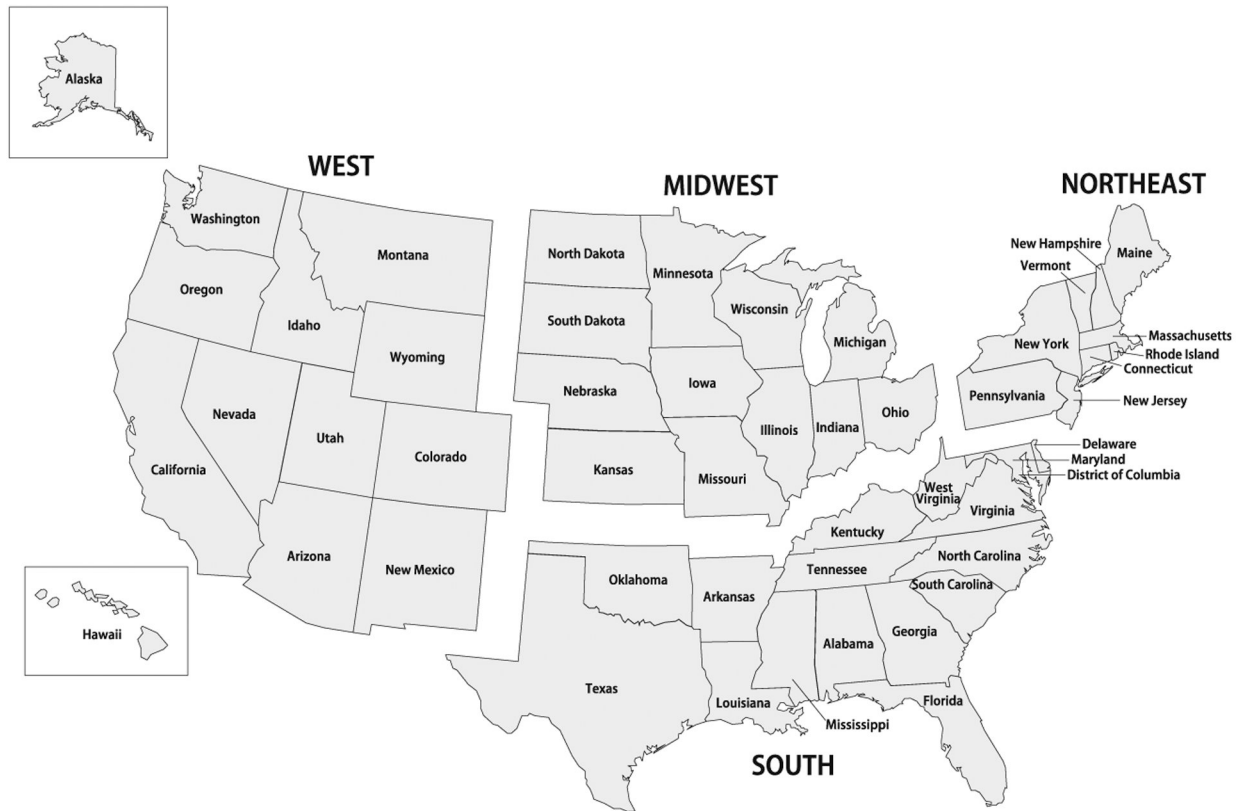 Alaska
WEST
MIDWEST
NORTHEAST
Washington
Montana
North Dakota
Minnesota
New Hampshire
Vermont
Maine
Oregon
Idaho
Wyoming
South Dakota
Wisconsin
Michigan
New York
Massachusetts
Rhode Island
Connecticut
Nebraska
Iowa
Pennsylvania
New Jersey
Nevada
Utah
Colorado
Illinois
Indiana
Ohio
California
Kansas
Missouri
Delaware
Maryland
District of Columbia
West
Virginia
Virginia
Kentucky
Arizona
New Mexico
Oklahoma
Arkansas
Tennessee
North Carolina
South Carolina
Hawaii
Texas
Louisiana
Alabama
Georgia
Florida
Mississippi
SOUTH